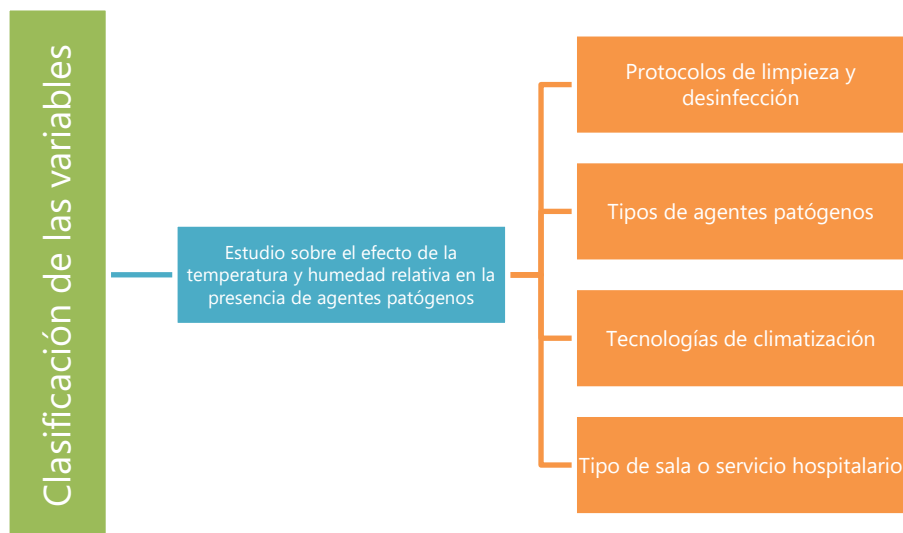 Clasificación de las variables
Estudio sobre el efecto de la
temperatura y humedad relativa en la
presencia de agentes patógenos
Protocolos de limpieza y
desinfección
Tipos de agentes patógenos
Tecnologías de climatización
Tipo de sala o servicio hospitalario